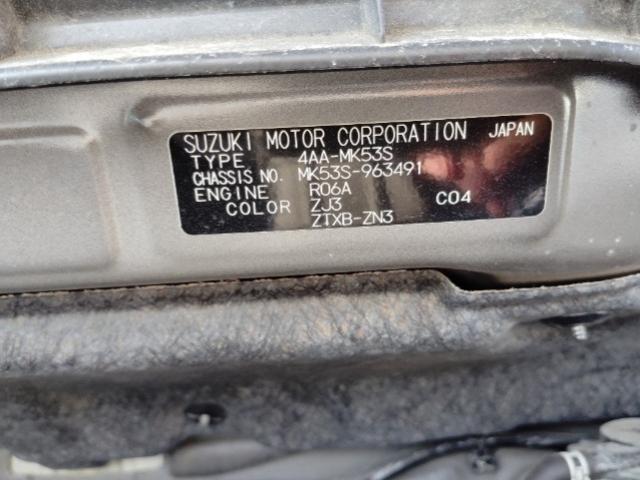 SUZUKI MOTOR CORPORATION JAPAN
TYPE 4AA-MK53S
CHASSIS NO. MK53S-963491
ENGINE R06A
COLOR ZJ3 C04
ZTXB-ZN3